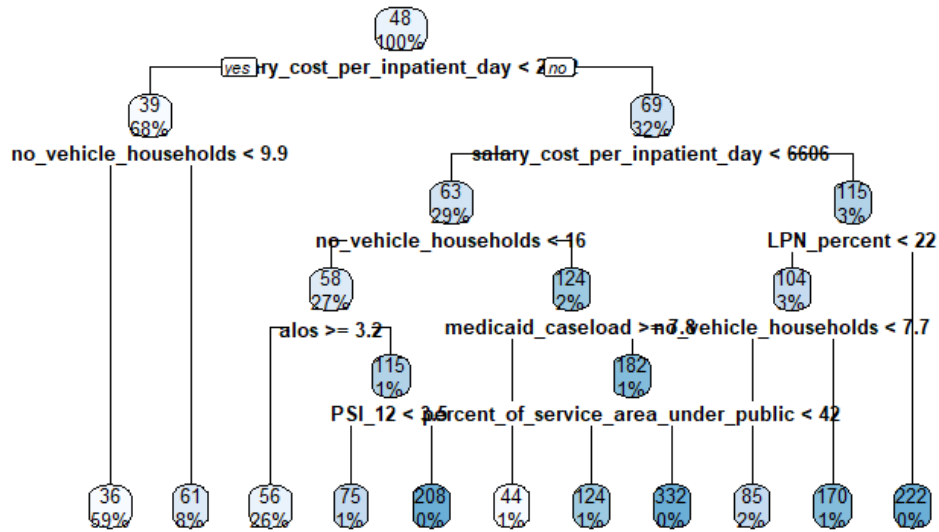 48
100%
yes ry_cost_per_inpatient_day < 2 no
39 69
68% 32%
no_vehicle_households < 9.9 salary_cost_per_inpatient_day < 6606
63 115
29% 3%
no_vehicle_households < 16 LPN_percent < 22
58 124 104
27% 2% 3%
alos >= 3.2 medicaid_caseload >= 7.8 no_vehicle_households < 7.7
115 182
1% 1%
PSI_12 < 3.5 percent_of_service_area_under_public < 42
36 61 56 75 208 44 124 332 85 170 222
59% 8% 26% 1% 0% 1% 1% 0% 2% 1% 0%